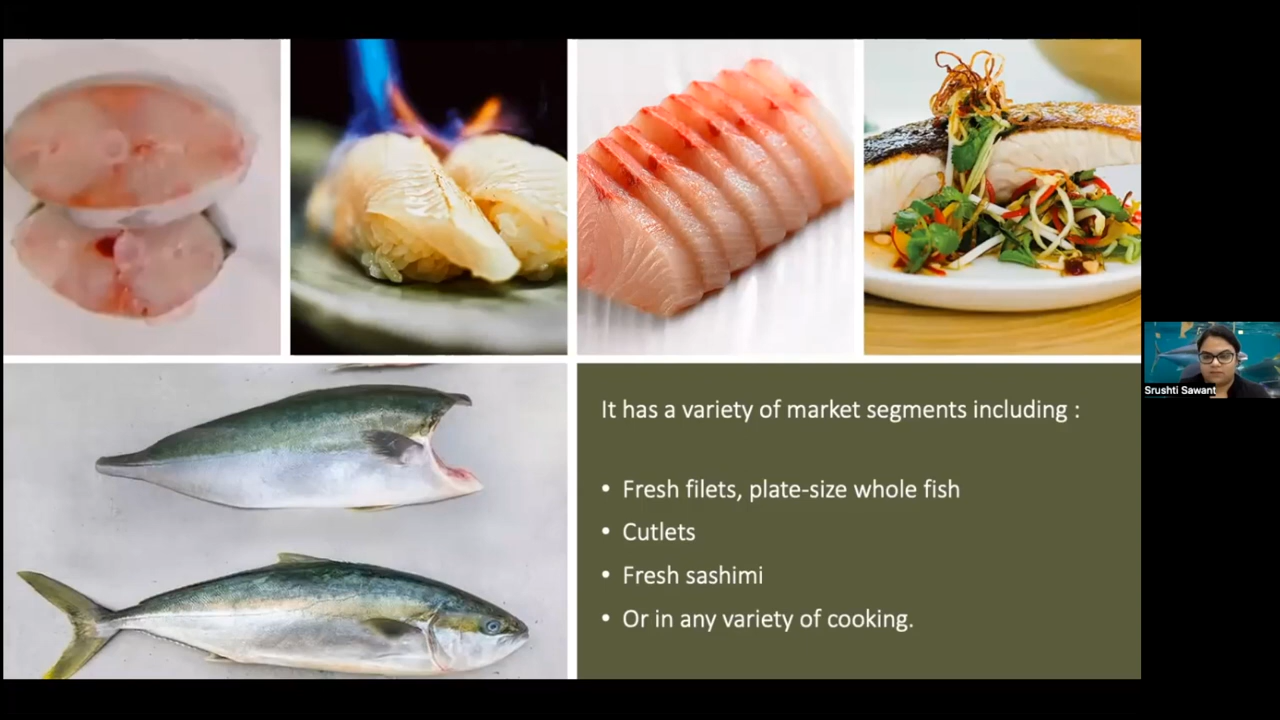 It has a variety of market segments including :
• Fresh filets, plate-size whole fish
• Cutlets
• Fresh sashimi
• Or in any variety of cooking.
Srushti Sawant